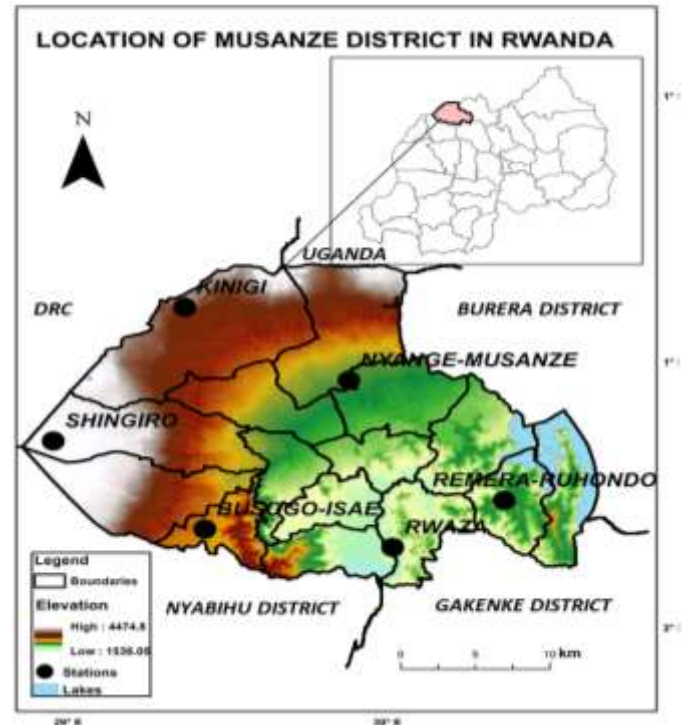 LOCATION OF MUSANZE DISTRICT IN RWANDA
N
UGANDA
KINIGI
DRC
BURERA DISTRICT
NYANGE-MUSANZE
SHINGIRO
REMERA-RUHONDO
BUSOGO-ISAE
RWAZA
Legend
Boundaries
Elevation
High : 4474.8
Low : 1536.05
Stations
Lakes
NYABIHU DISTRICT
GAKENKE DISTRICT
0 5 10 km
29° E
30° E